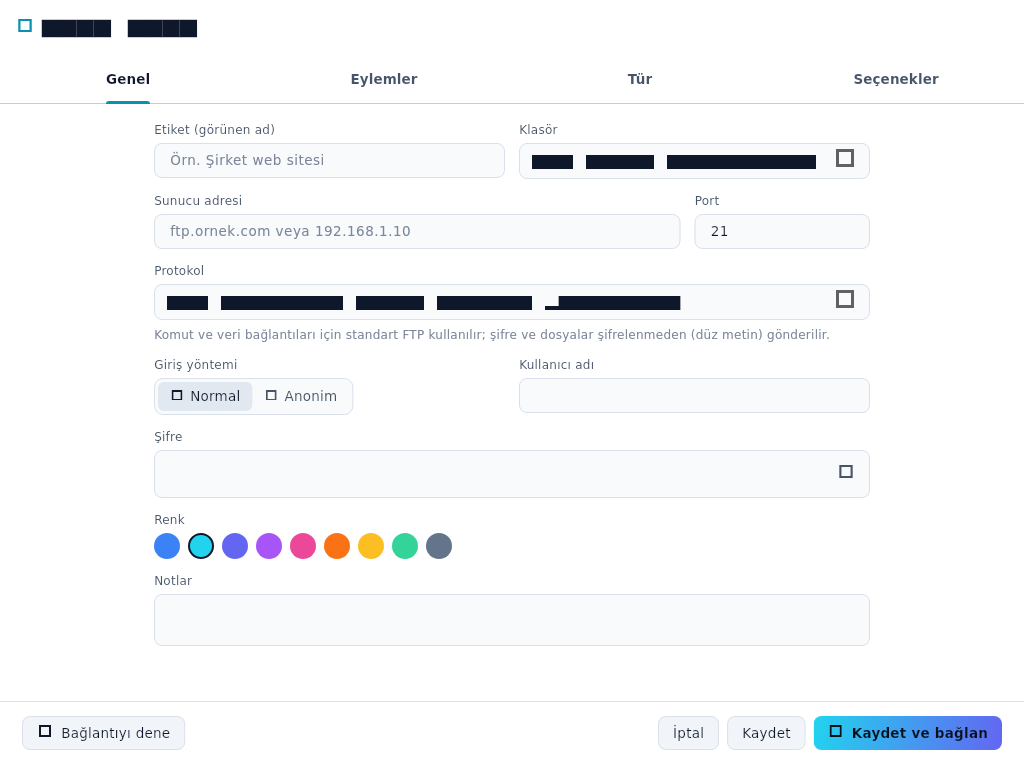 Genel Eylemler Tür Seçenekler
Etiket (görünen ad) Klasör
Örn. Şirket web sitesi
Sunucu adresi Port
ftp.ornek.com veya 192.168.1.10 21
Protokol
Komut ve veri bağlantıları için standart FTP kullanılır; şifre ve dosyalar şifrelenmeden (düz metin) gönderilir.
Giriş yöntemi Kullanıcı adı
Normal Anonim
Şifre
Renk
Notlar
Bağlantıyı dene İptal Kaydet Kaydet ve bağlan